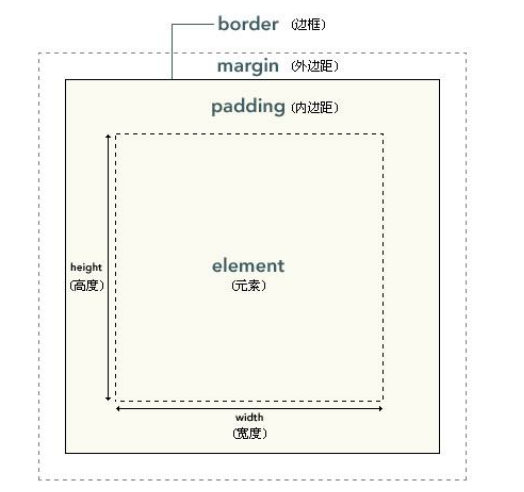 border (边框)
margin (外边距)
padding (内边距)
height
(高度)
element
(元素)
width
(宽度)